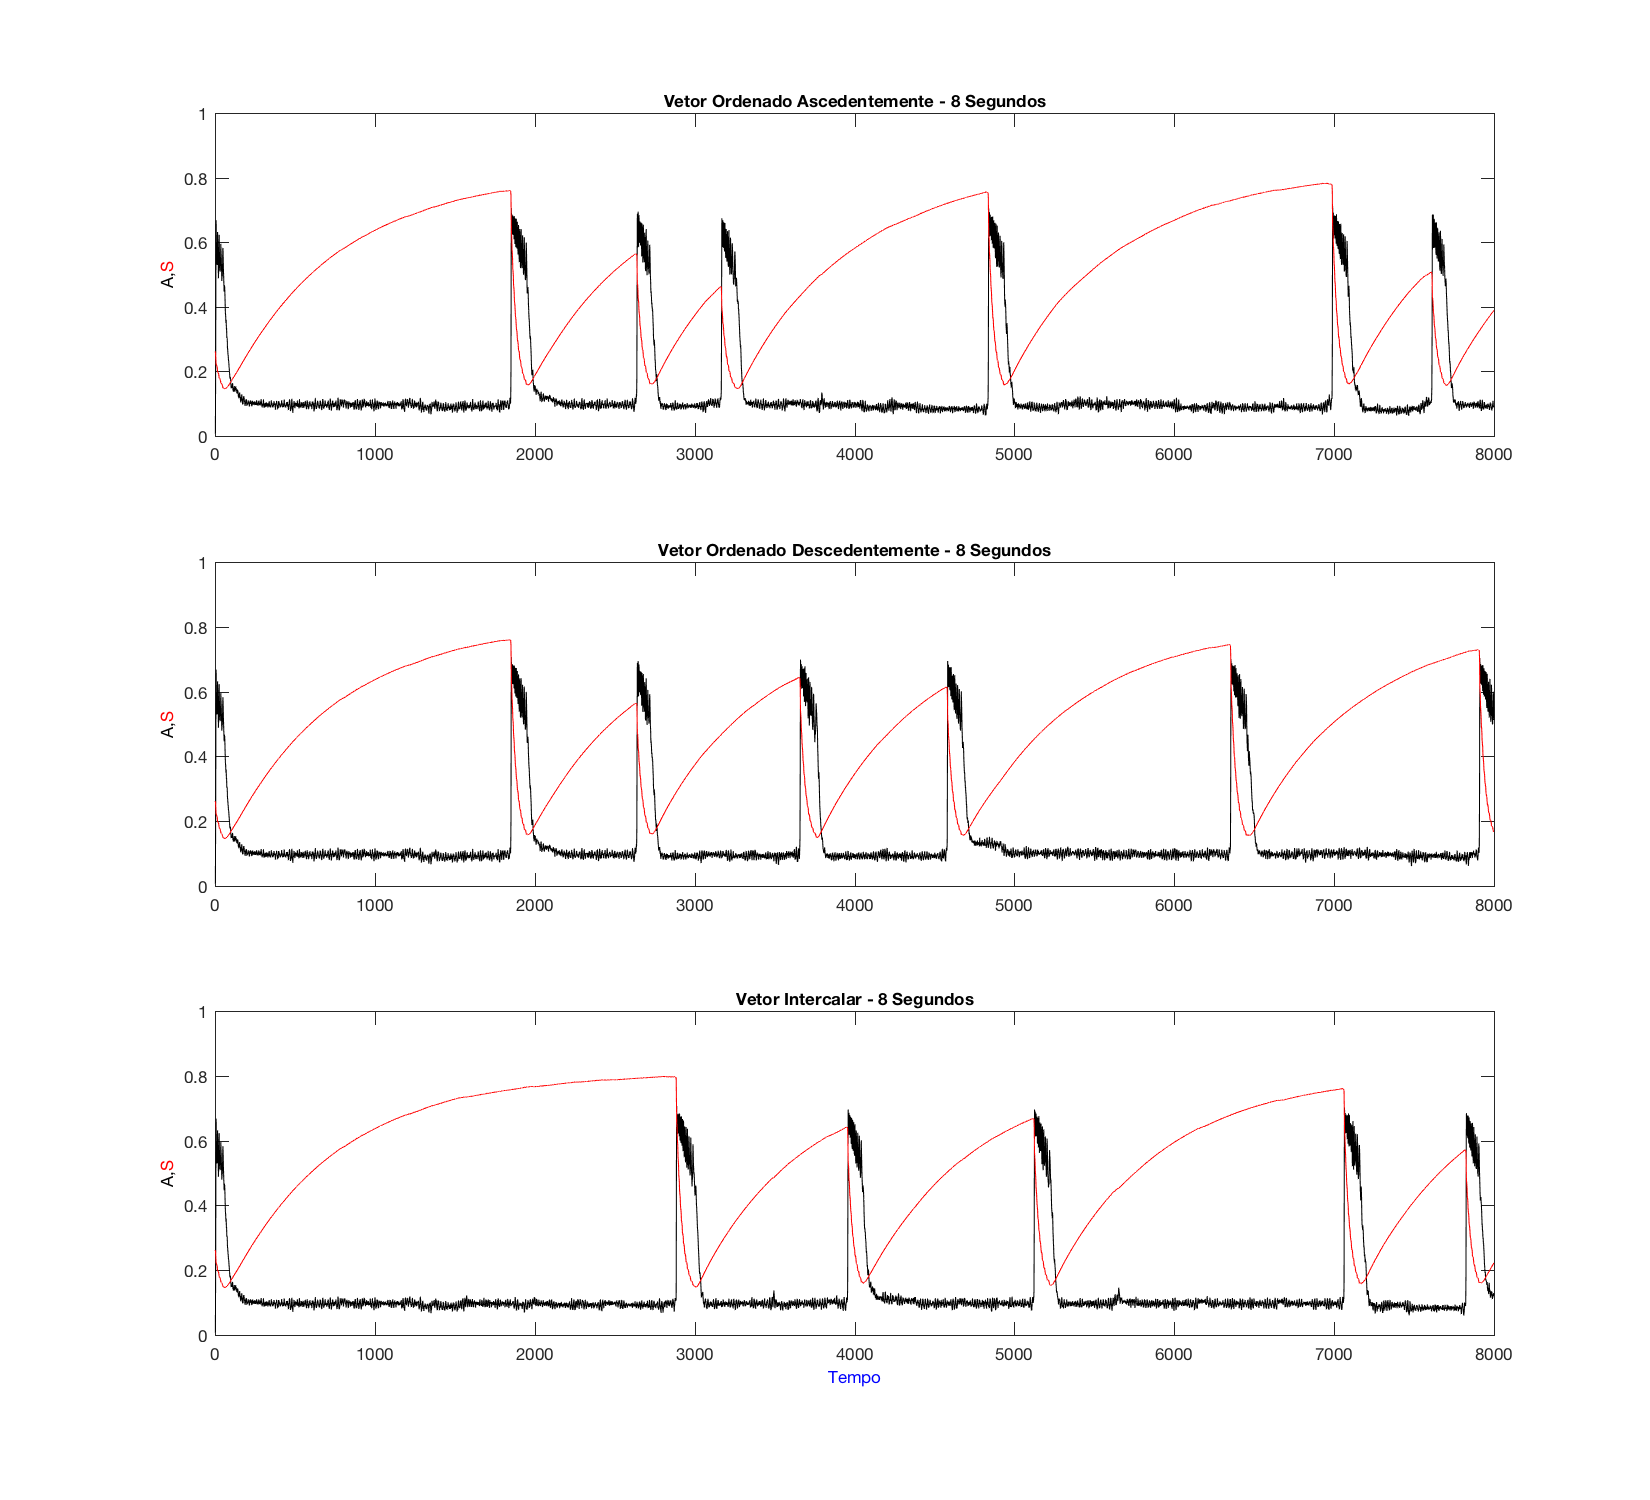 Vetor Ordenado Ascedentemente - 8 Segundos
1
0.8
0.6
0.4
0.2
0
A,S
0 1000 2000 3000 4000 5000 6000 7000 8000
Vetor Ordenado Descedentemente - 8 Segundos
1
0.8
0.6
0.4
0.2
0
A,S
0 1000 2000 3000 4000 5000 6000 7000 8000
Vetor Intercalar - 8 Segundos
1
0.8
0.6
0.4
0.2
0
A,S
0 1000 2000 3000 4000 5000 6000 7000 8000
Tempo